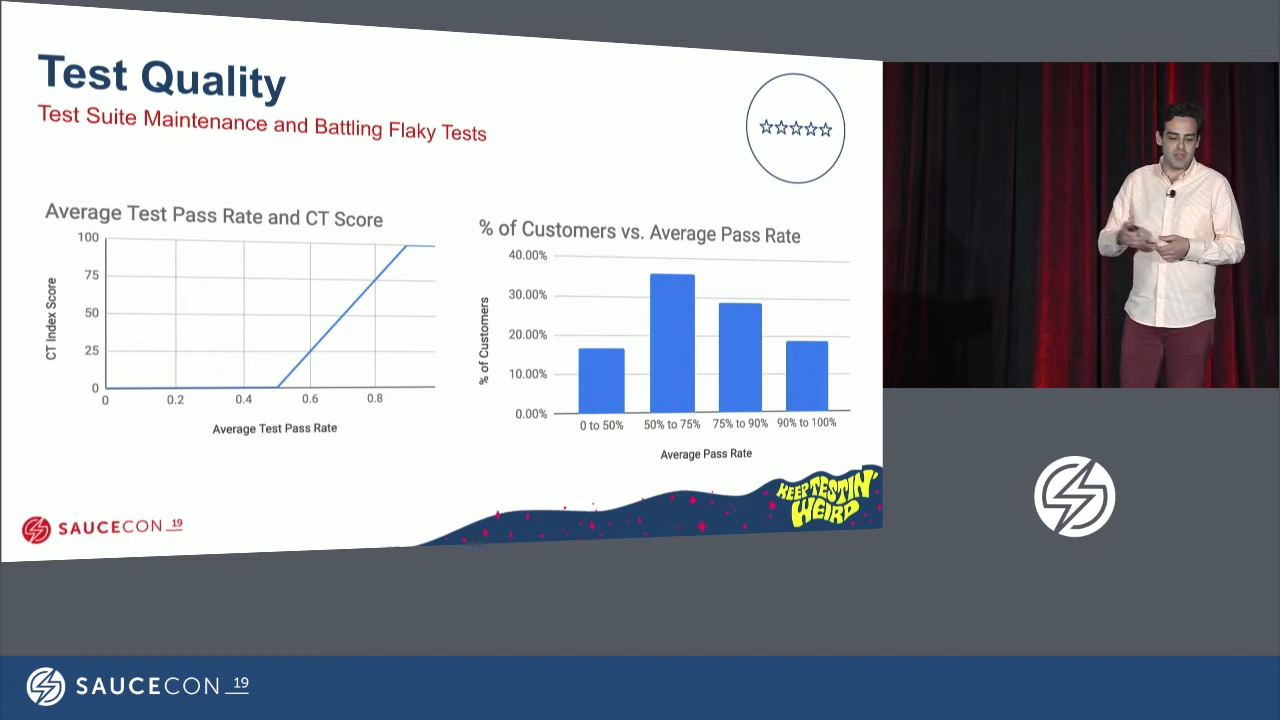 Test Quality
Test Suite Maintenance and Battling Flaky Tests
Average Test Pass Rate and CT Score
100
75
50
25
0
CT Index Score
0 0.2 0.4 0.6 0.8
Average Test Pass Rate
% of Customers vs. Average Pass Rate
40.00%
30.00%
20.00%
10.00%
0.00%
% of Customers
0 to 50% 50% to 75% 75% to 90% 90% to 100%
Average Pass Rate
KEEP TESTIN'
WEIRD
SAUCECON 19
SAUCECON 19